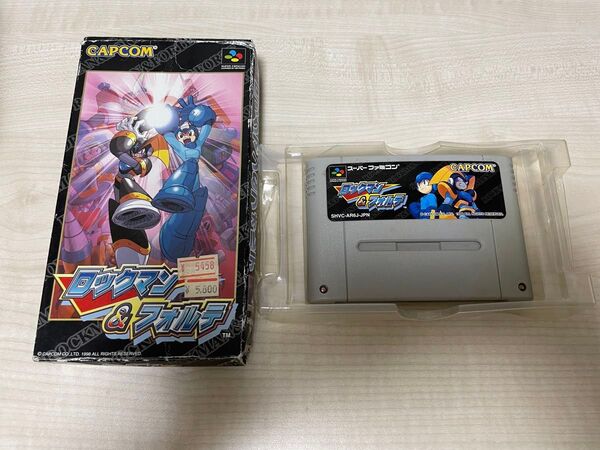 CAPCOM
ロックマン
&フォルテ
TM
¥ 5458
¥ 5,800
© CAPCOM CO., LTD. 1998 ALL RIGHTS RESERVED.
スーパーファミコン
CAPCOM
ロックマン
&フォルテ
SHVC-AR6J-JPN